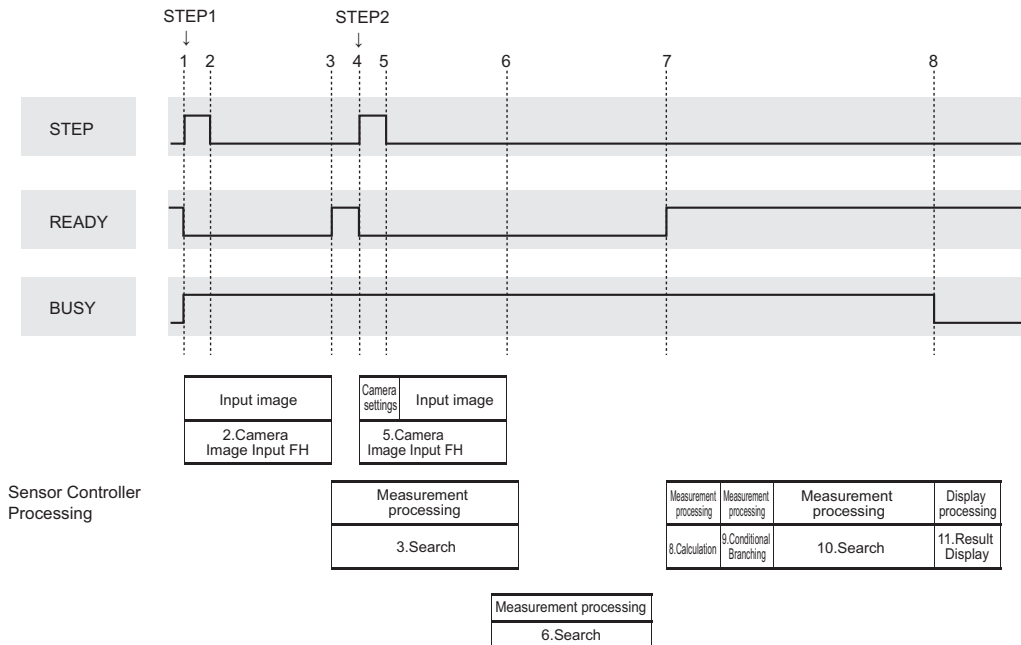 STEP1 STEP2
↓ ↓
1 2 3 4 5 6 7 8
STEP
READY
BUSY
Input image
2.Camera
Image Input FH
Camera
settings
Input image
5.Camera
Image Input FH
Sensor Controller
Processing
Measurement
processing
3.Search
Measurement
processing
8.Calculation
Measurement
processing
9.Conditional
Branching
Measurement
processing
10.Search
Display
processing
11.Result
Display
Measurement processing
6.Search